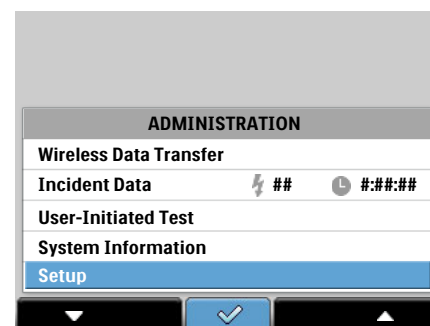 ADMINISTRATION
Wireless Data Transfer
Incident Data ## #:##:##
User-Initiated Test
System Information
Setup